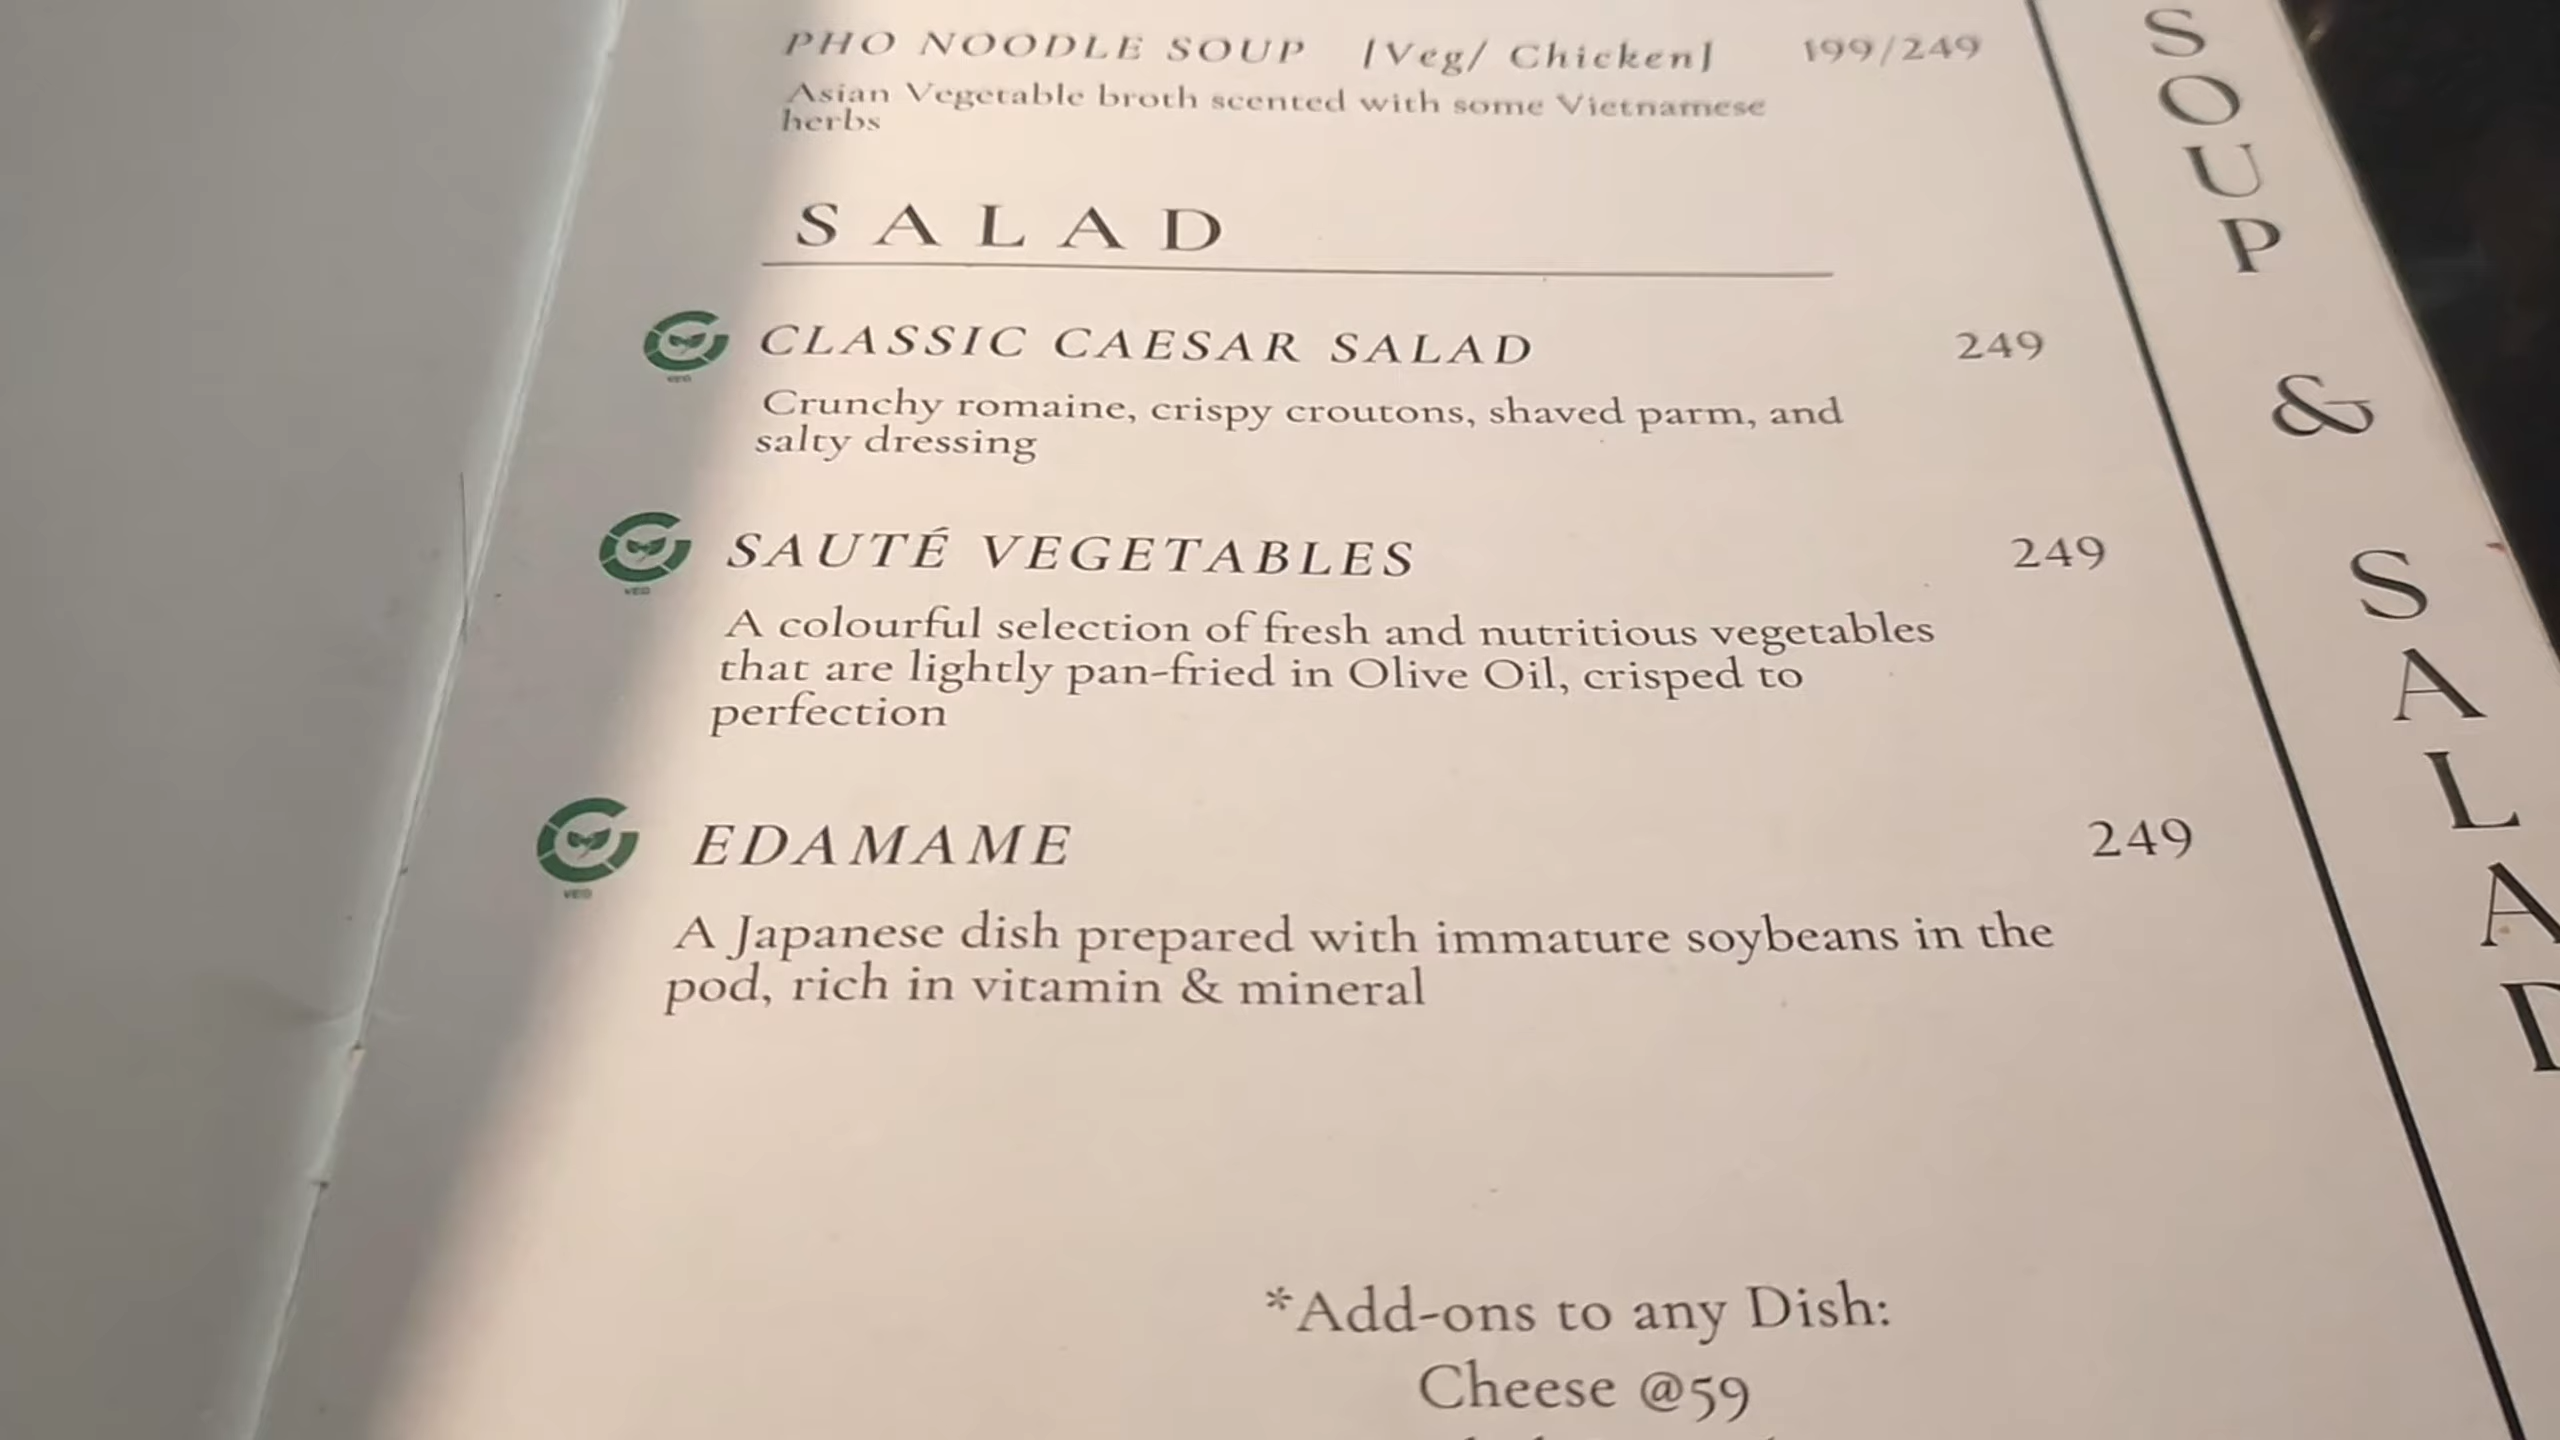 PHO NOODLE SOUP [Veg/ Chicken] 199/249
Asian Vegetable broth scented with some Vietnamese
herbs
SALAD
CLASSIC CAESAR SALAD 249
Crunchy romaine, crispy croutons, shaved parm, and
salty dressing
SAUTÉ VEGETABLES 249
A colourful selection of fresh and nutritious vegetables
that are lightly pan-fried in Olive Oil, crisped to
perfection
EDAMAME 249
A Japanese dish prepared with immature soybeans in the
pod, rich in vitamin & mineral
*Add-ons to any Dish:
Cheese @59
SOUP & SALAD